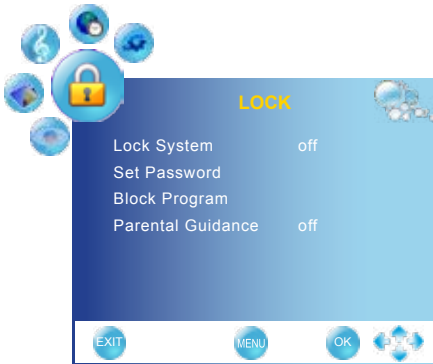 LOCK
Lock System off
Set Password
Block Program
Parental Guidance off
EXIT MENU OK